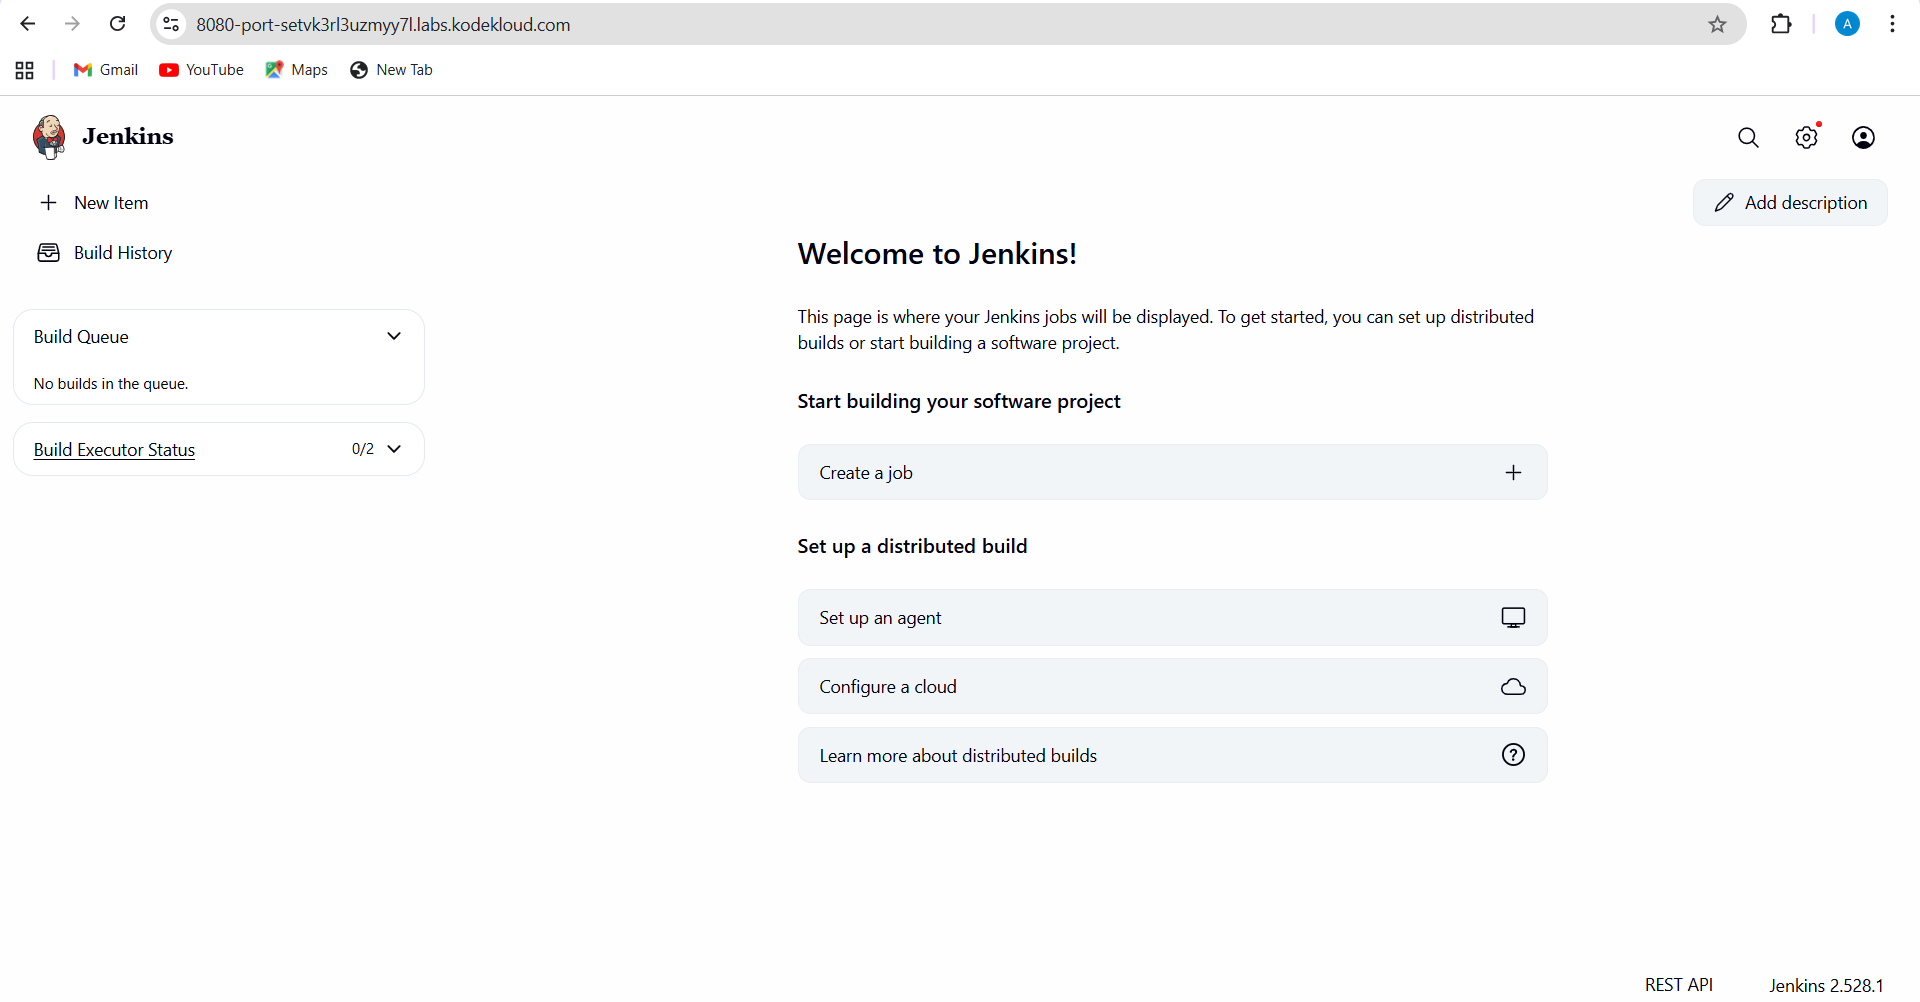 8080-port-setvk3rl3uzmyy7l.labs.kodekloud.com
A
Gmail
YouTube
Maps
New Tab
Jenkins
New Item
Add description
Build History
Welcome to Jenkins!
Build Queue
No builds in the queue.
Build Executor Status
0/2
This page is where your Jenkins jobs will be displayed. To get started, you can set up distributed
builds or start building a software project.
Start building your software project
Create a job
Set up a distributed build
Set up an agent
Configure a cloud
Learn more about distributed builds
REST API
Jenkins 2.528.1